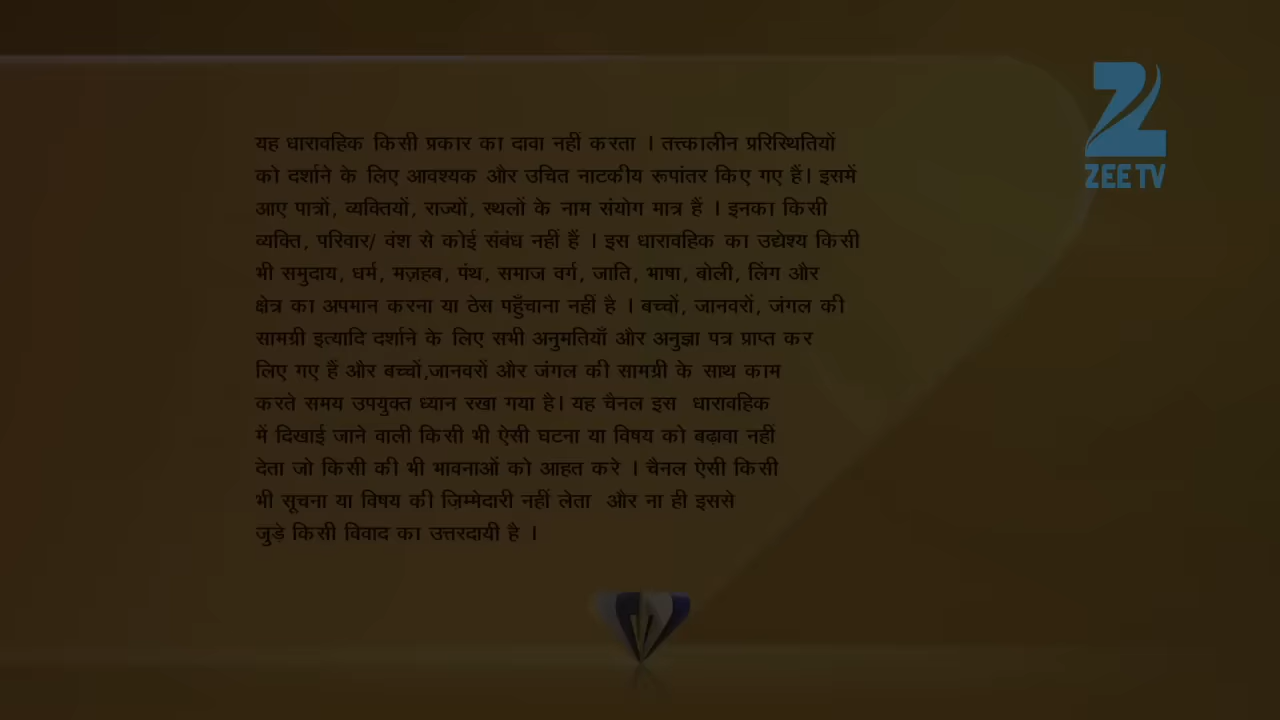 यह धारावहिक किसी प्रकार का दावा नहीं करता । तत्त्कालीन प्ररिस्थितियों
को दर्शाने के लिए आवश्यक और उचित नाटकीय रूपांतर किए गए हैं। इसमें
आए पात्रों, व्यक्तियों, राज्यों, स्थलों के नाम संयोग मात्र हैं । इनका किसी
व्यक्ति, परिवार/ वंश से कोई संबंध नहीं हैं । इस धारावहिक का उद्येश्य किसी
भी समुदाय, धर्म, मज़हब, पंथ, समाज वर्ग, जाति, भाषा, बोली, लिंग और
क्षेत्र का अपमान करना या ठेस पहुँचाना नहीं है । बच्चों, जानवरों, जंगल की
सामग्री इत्यादि दर्शाने के लिए सभी अनुमतियाँ और अनुज्ञा पत्र प्राप्त कर
लिए गए हैं और बच्चों,जानवरों और जंगल की सामग्री के साथ काम
करते समय उपयुक्त ध्यान रखा गया है। यह चैनल इस धारावहिक
में दिखाई जाने वाली किसी भी ऐसी घटना या विषय को बढ़ावा नहीं
देता जो किसी की भी भावनाओं को आहत करे । चैनल ऐसी किसी
भी सूचना या विषय की ज़िम्मेदारी नहीं लेता और ना ही इससे
जुड़े किसी विवाद का उत्तरदायी है ।
ZEE TV